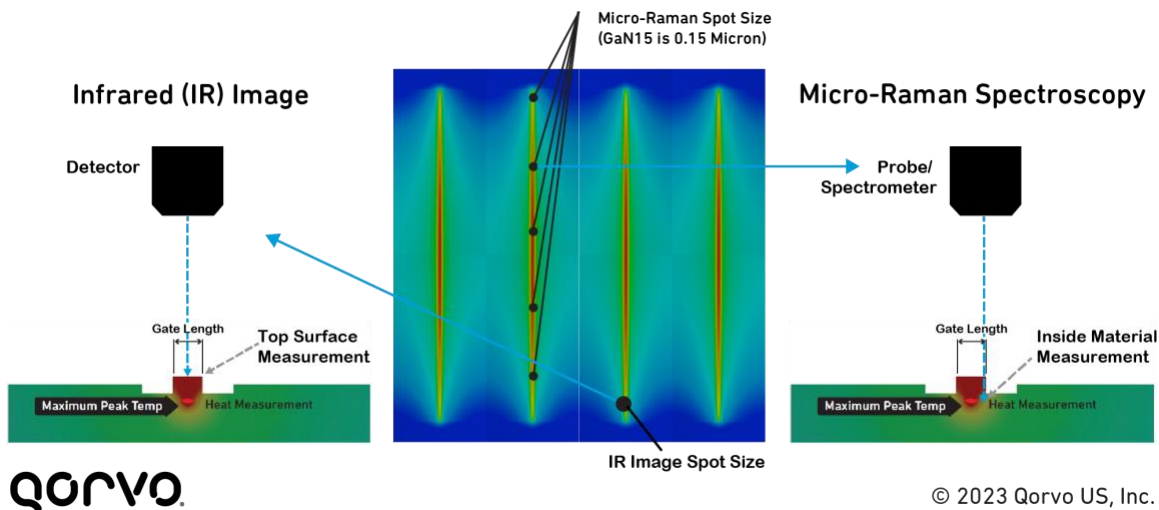 Micro-Raman Spot Size
(GaN15 is 0.15 Micron)
Infrared (IR) Image
Micro-Raman Spectroscopy
Detector
Probe/
Spectrometer
Gate Length
Top Surface
Measurement
Maximum Peak Temp
Heat Measurement
Gate Length
Inside Material
Measurement
Maximum Peak Temp
Heat Measurement
IR Image Spot Size
QORVO®
© 2023 Qorvo US, Inc.